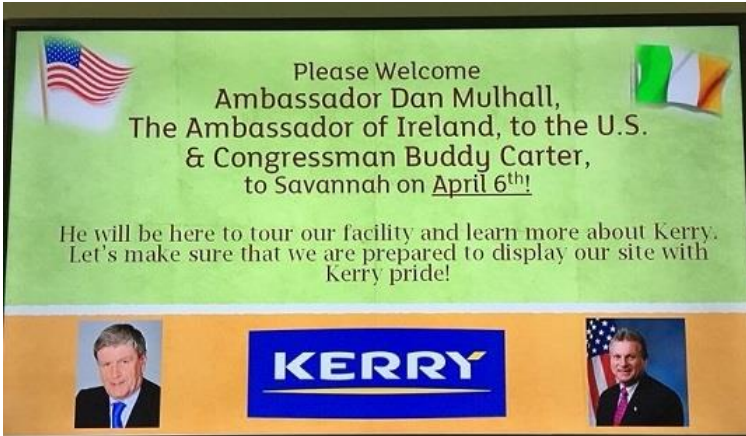 Please Welcome
Ambassador Dan Mulhall,
The Ambassador of Ireland, to the U.S.
& Congressman Buddy Carter,
to Savannah on April 6th!
He will be here to tour our facility and learn more about Kerry.
Let's make sure that we are prepared to display our site with
Kerry pride!
KERRY